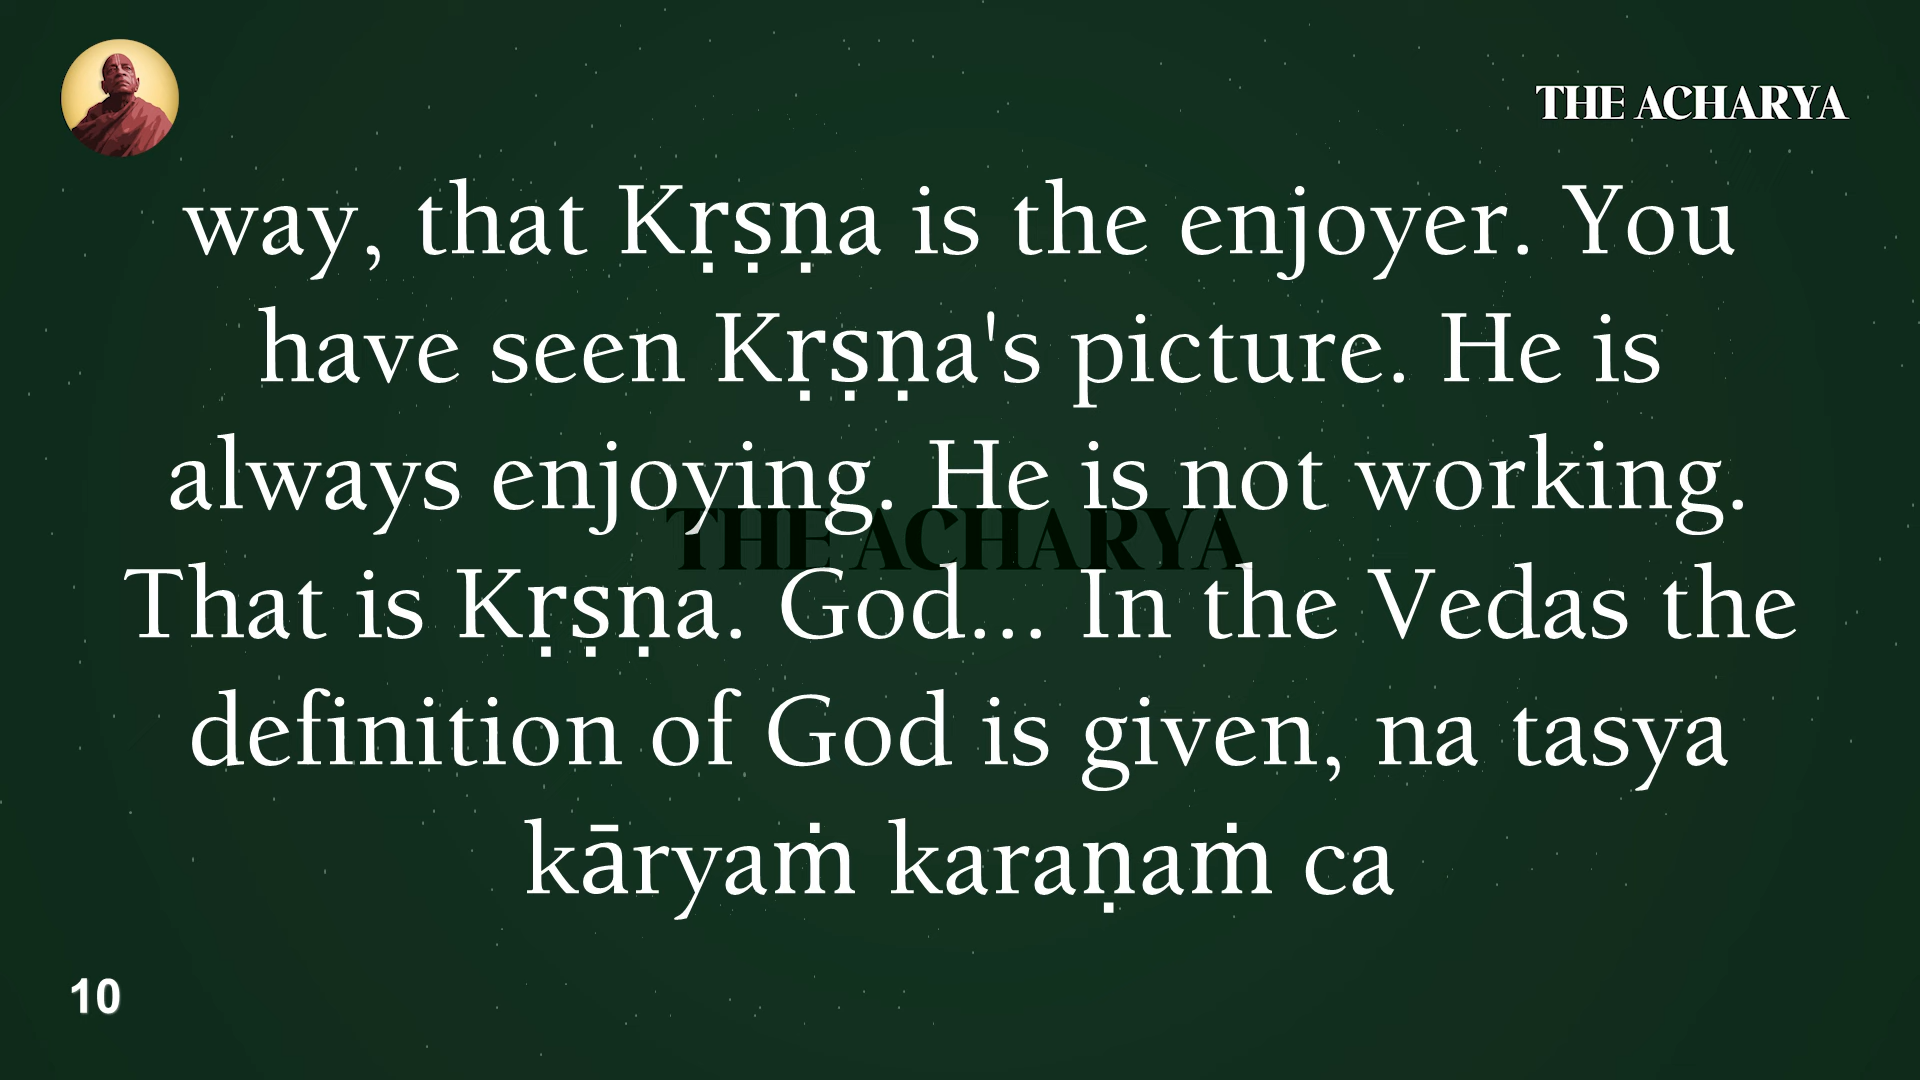 THE ACHARYA
way, that Kṛṣṇa is the enjoyer. You
have seen Kṛṣṇa's picture. He is
always enjoying. He is not working.
THE ACHARYA
That is Kṛṣṇa. God... In the Vedas the
definition of God is given, na tasya
kāryaṁ karaṇaṁ ca
10